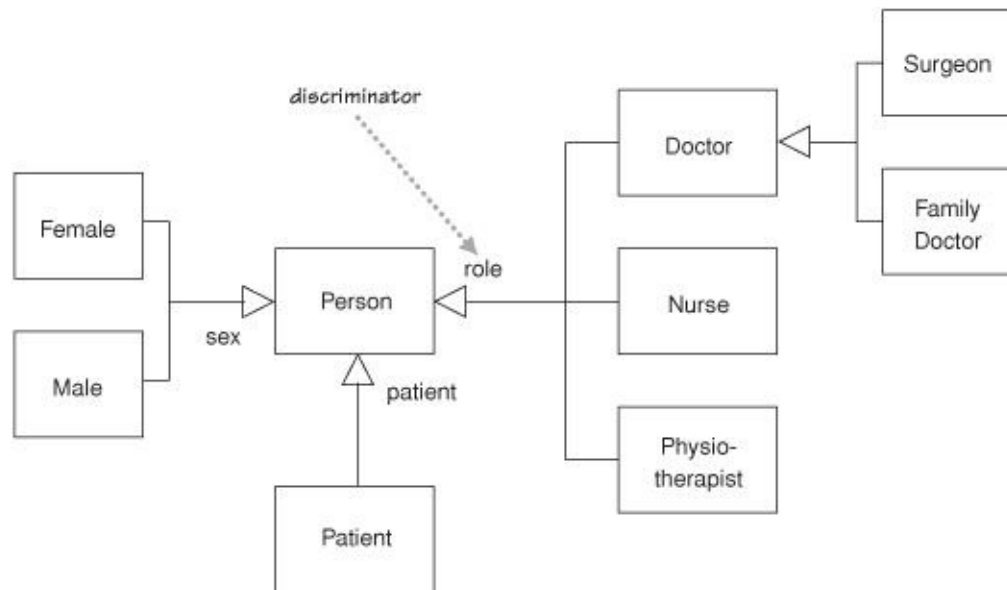 Surgeon
discriminator
Doctor
Female
Family
Doctor
role
Person
Nurse
sex
Male
patient
Physio-
therapist
Patient